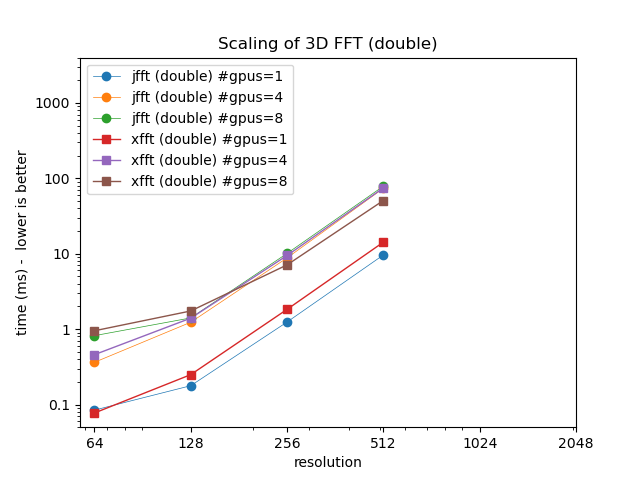 Scaling of 3D FFT (double)
jfft (double) #gpus=1
jfft (double) #gpus=4
jfft (double) #gpus=8
xfft (double) #gpus=1
xfft (double) #gpus=4
xfft (double) #gpus=8
time (ms) -  lower is better
1000
100
10
1
0.1
64 128 256 512 1024 2048
resolution